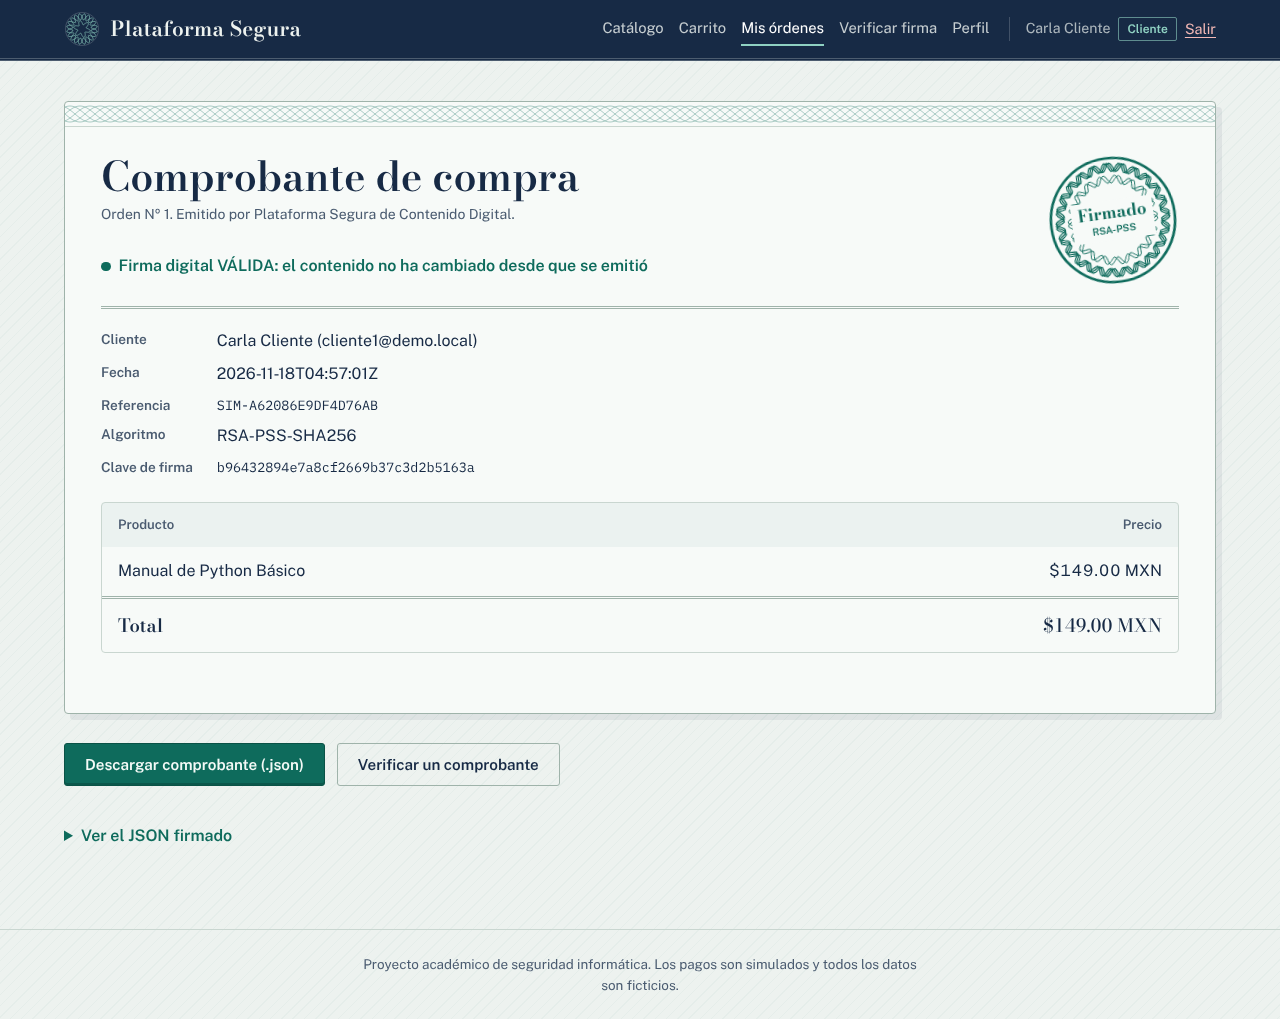 Plataforma Segura
Catálogo Carrito Mis órdenes Verificar firma Perfil Carla Cliente Cliente Salir
Comprobante de compra
Orden Nº 1. Emitido por Plataforma Segura de Contenido Digital.
Firmado
RSA-PSS
Firma digital VÁLIDA: el contenido no ha cambiado desde que se emitió
Cliente Carla Cliente (cliente1@demo.local)
Fecha 2026-11-18T04:57:01Z
Referencia SIM-A62086E9DF4D76AB
Algoritmo RSA-PSS-SHA256
Clave de firma b96432894e7a8cf2669b37c3d2b5163a
Producto Precio
Manual de Python Básico $149.00 MXN
Total $149.00 MXN
Descargar comprobante (.json) Verificar un comprobante
Ver el JSON firmado
Proyecto académico de seguridad informática. Los pagos son simulados y todos los datos
son ficticios.